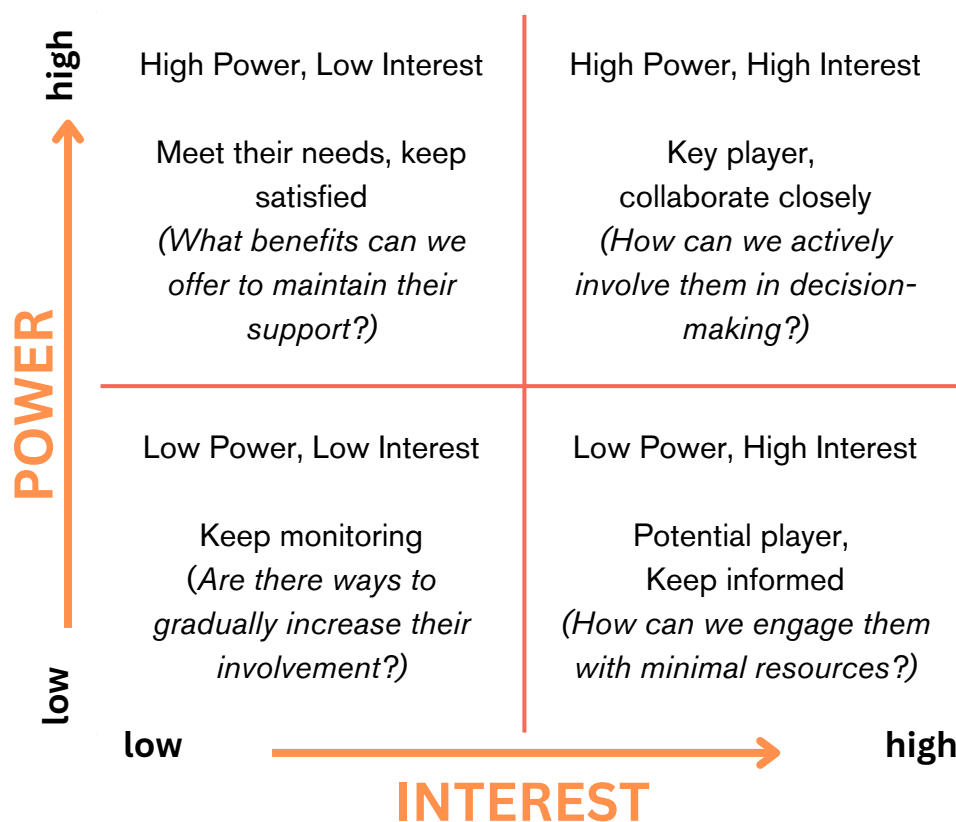 high
High Power, Low Interest
Meet their needs, keep
satisfied
(What benefits can we
offer to maintain their
support?)
High Power, High Interest
Key player,
collaborate closely
(How can we actively
involve them in decision-
making?)
POWER
Low Power, Low Interest
Keep monitoring
(Are there ways to
gradually increase their
involvement?)
Low Power, High Interest
Potential player,
Keep informed
(How can we engage them
with minimal resources?)
low
low
high
INTEREST